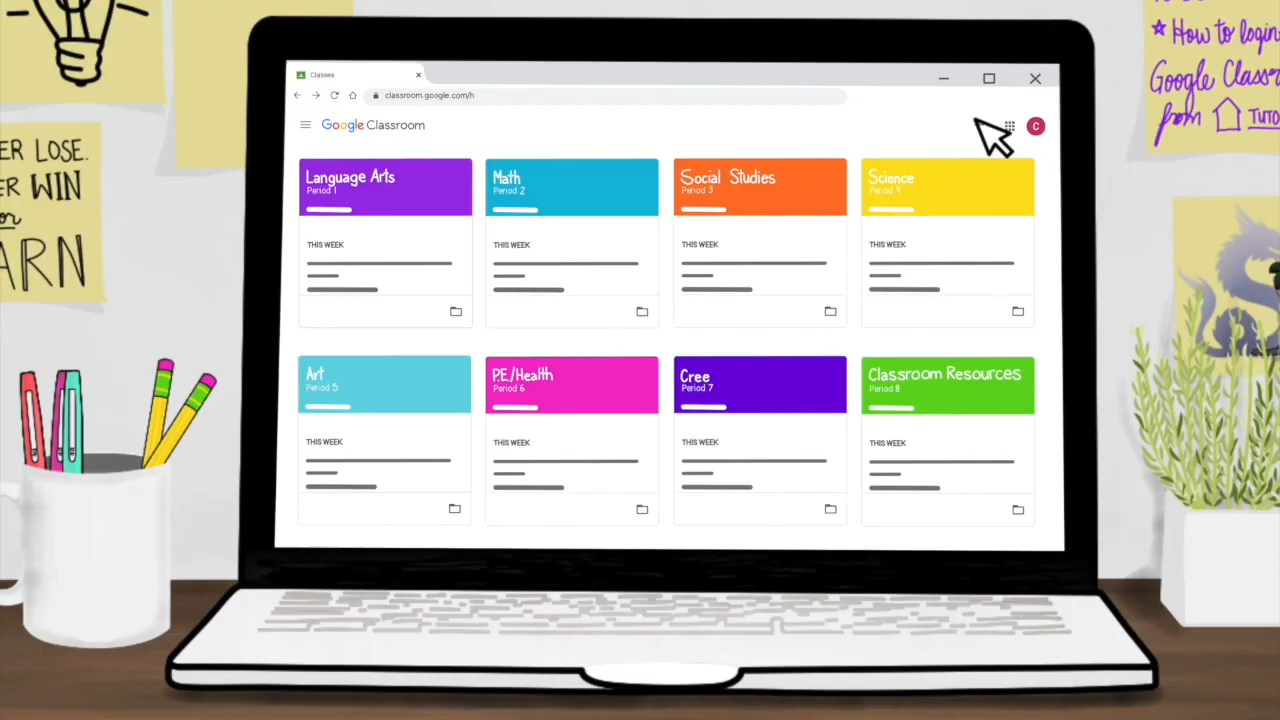 ER LOSE.
ER WIN
or
ARN
Classes
classroom.google.com/h
Google Classroom
C
Language Arts
Period 1
THIS WEEK
Math
Period 2
THIS WEEK
Social Studies
Period 3
THIS WEEK
Science
Period 4
THIS WEEK
Art
Period 5
THIS WEEK
P.E./Health
Period 6
THIS WEEK
Cree
Period 7
THIS WEEK
Classroom Resources
Period 8
THIS WEEK
How to login
Google Classr
from TUTO